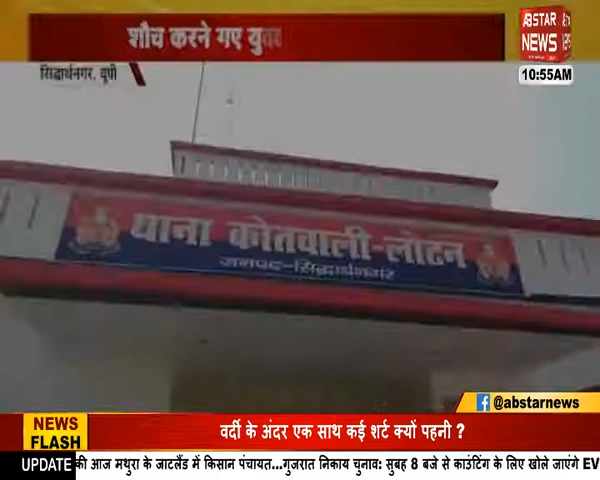 शौच करने गए युव
ABSTAR
NEWS
सिद्धार्थनगर, यूपी
10:55AM
थाना कोतवाली-लोटन
जनपद-सिद्धार्थनगर
@abstarnews
NEWS
FLASH
वर्दी के अंदर एक साथ कई शर्ट क्यों पहनी ?
UPDATE
की आज मथुरा के जाटलैंड में किसान पंचायत...गुजरात निकाय चुनाव: सुबह 8 बजे से काउंटिंग के लिए खोले जाएंगे EV